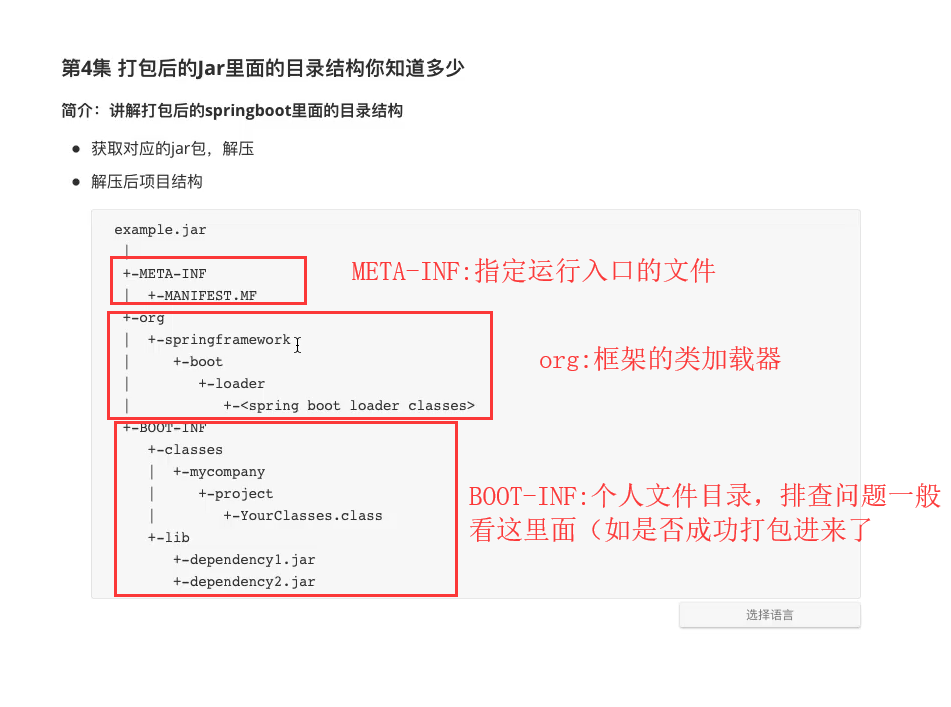 第4集 打包后的Jar里面的目录结构你知道多少
简介：讲解打包后的springboot里面的目录结构
● 获取对应的jar包，解压
● 解压后项目结构
example.jar
|
+-META-INF
META-INF:指定运行入口的文件
| +-MANIFEST.MF
+-org
| +-springframework
| +-boot
org:框架的类加载器
| +-loader
| +-<spring boot loader classes>
+-BOOT-INF
+-classes
| +-mycompany
| +-project
BOOT-INF:个人文件目录，排查问题一般
| +-YourClasses.class
看这里面（如是否成功打包进来了
+-lib
+-dependency1.jar
+-dependency2.jar
选择语言